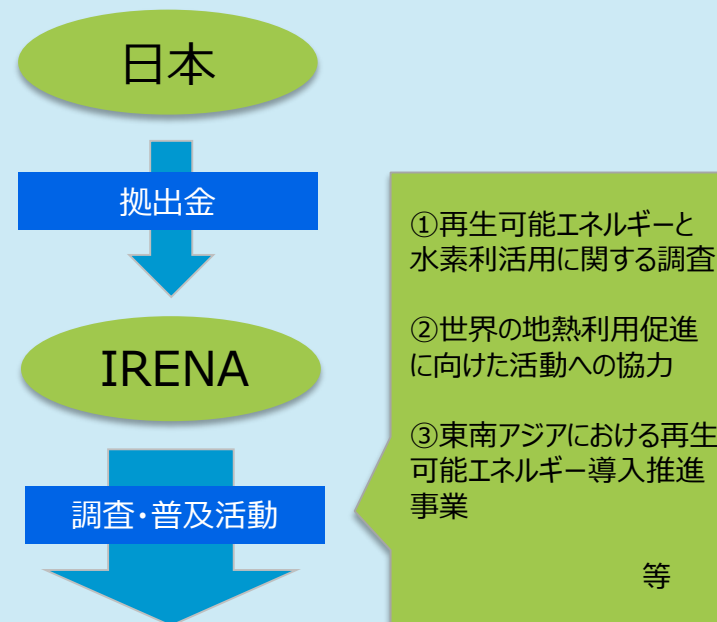 日本
拠出金
IRENA
調査・普及活動
①再生可能エネルギーと
水素利活用に関する調査
②世界の地熱利用促進
に向けた活動への協力
③東南アジアにおける再生
可能エネルギー導入推進
事業
等